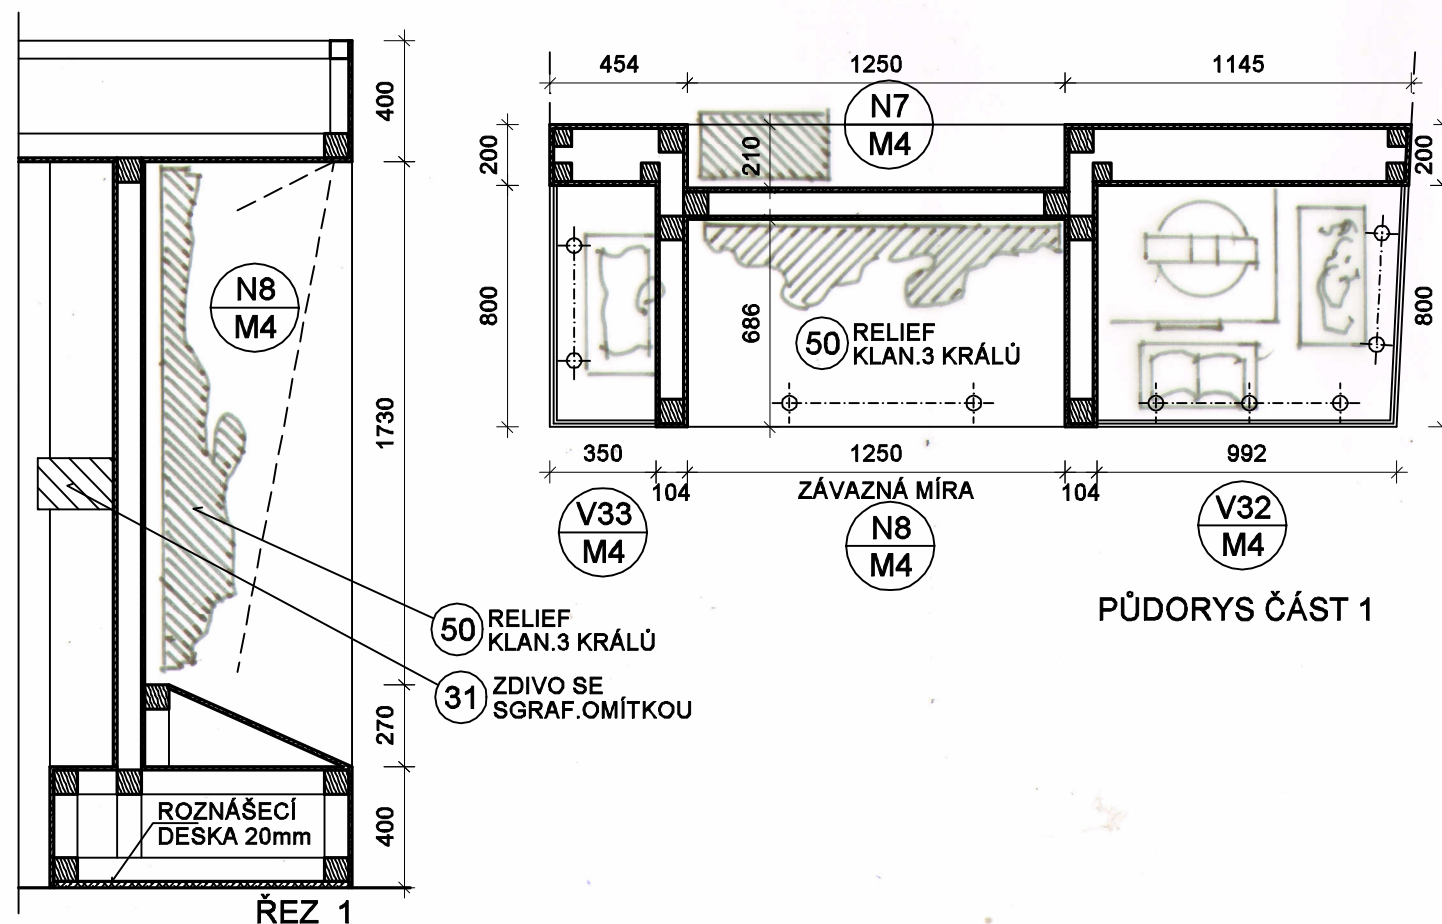 400
N8
M4
1730
50 RELIEF
KLAN.3 KRÁLŮ
31 ZDIVO SE
SGRAF.OMÍTKOU
270
ROZNÁŠECÍ
DESKA 20mm
400
ŘEZ 1
454
1250
1145
N7
M4
200
210
200
800
686
50 RELIEF
KLAN.3 KRÁLŮ
800
350
104
1250
104
992
ZÁVAZNÁ MÍRA
V33
M4
N8
M4
V32
M4
PŮDORYS ČÁST 1